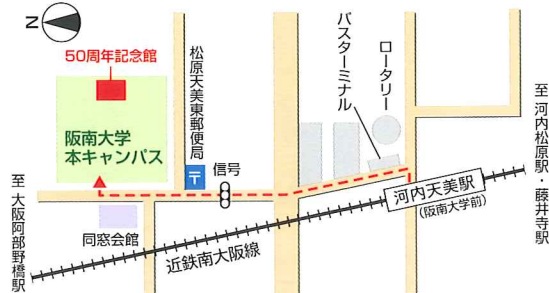 N
50周年記念館
阪南大学
本キャンパス
松原天美東郵便局
〒
信号
バスターミナル
ロータリー
至 河内松原駅・藤井寺駅
河内天美駅
(阪南大学前)
至 大阪阿部野橋駅
同窓会館
近鉄南大阪線